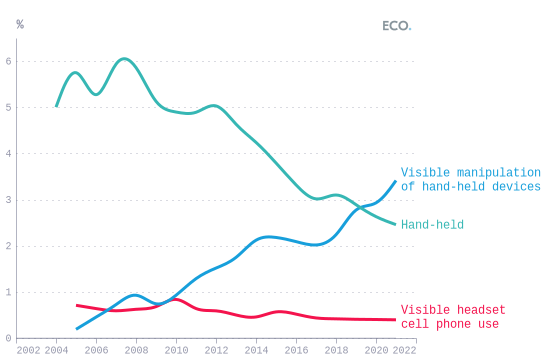 %
ECO.
6
5
4
3
2
1
0
Visible manipulation
of hand-held devices
Hand-held
Visible headset
cell phone use
2002 2004 2006 2008 2010 2012 2014 2016 2018 2020 2022